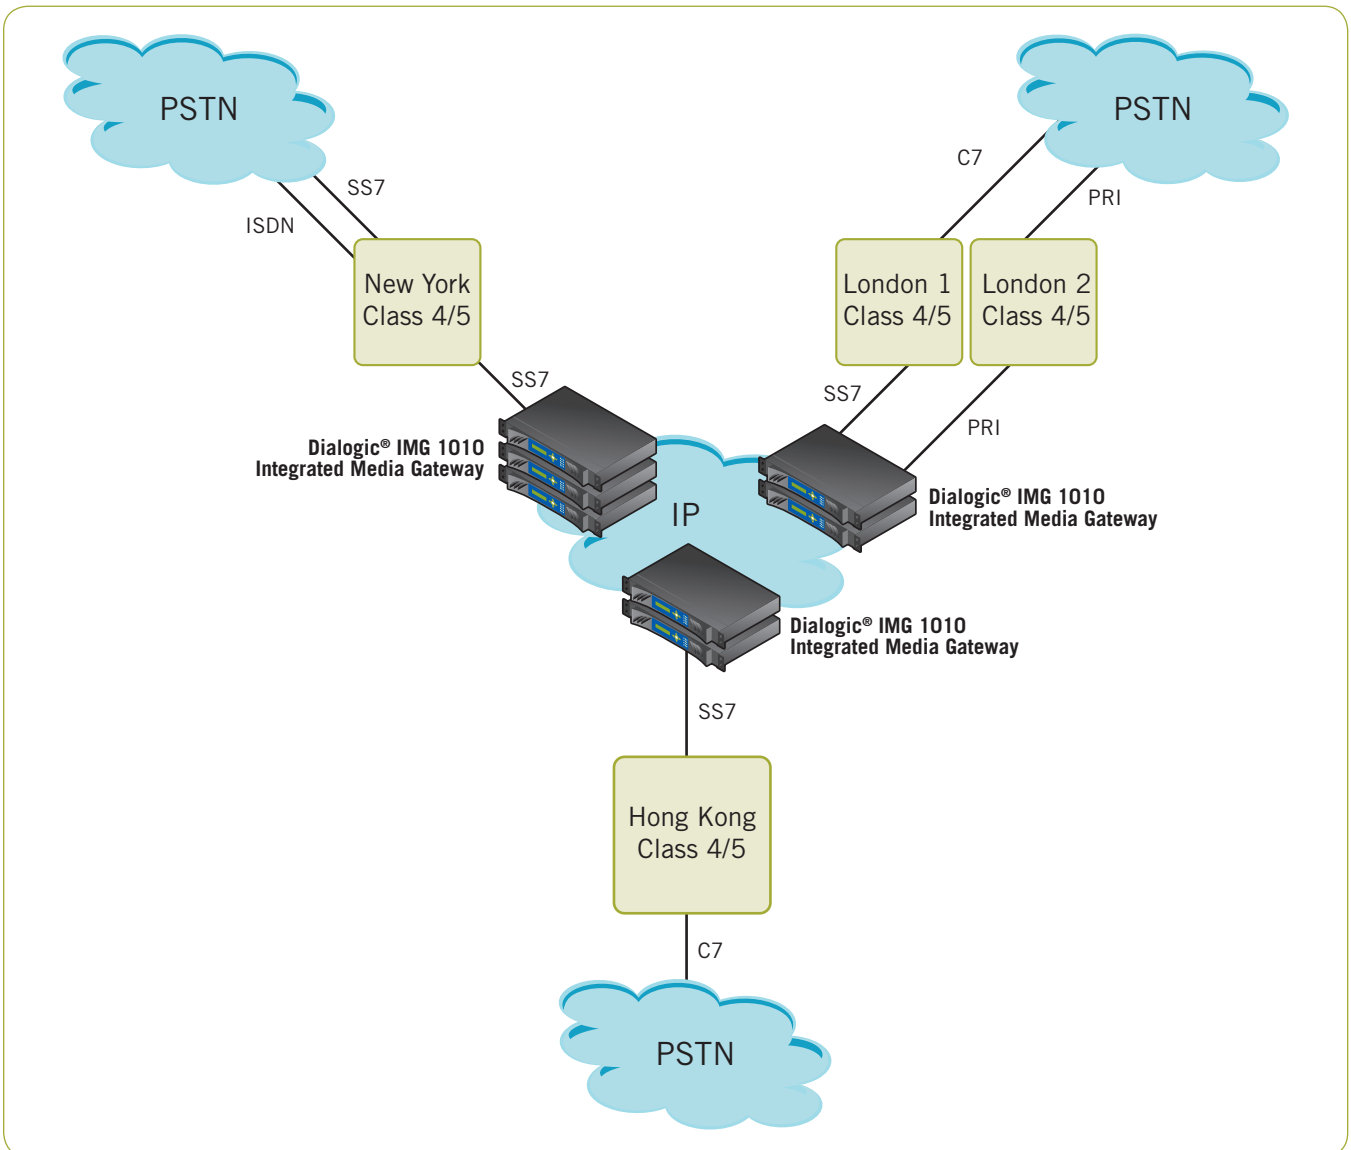 PSTN
PSTN
C7
SS7
PRI
ISDN
New York
Class 4/5
London 1
Class 4/5
London 2
Class 4/5
SS7
SS7
PRI
Dialogic® IMG 1010
Integrated Media Gateway
IP
Dialogic® IMG 1010
Integrated Media Gateway
Dialogic® IMG 1010
Integrated Media Gateway
SS7
Hong Kong
Class 4/5
C7
PSTN